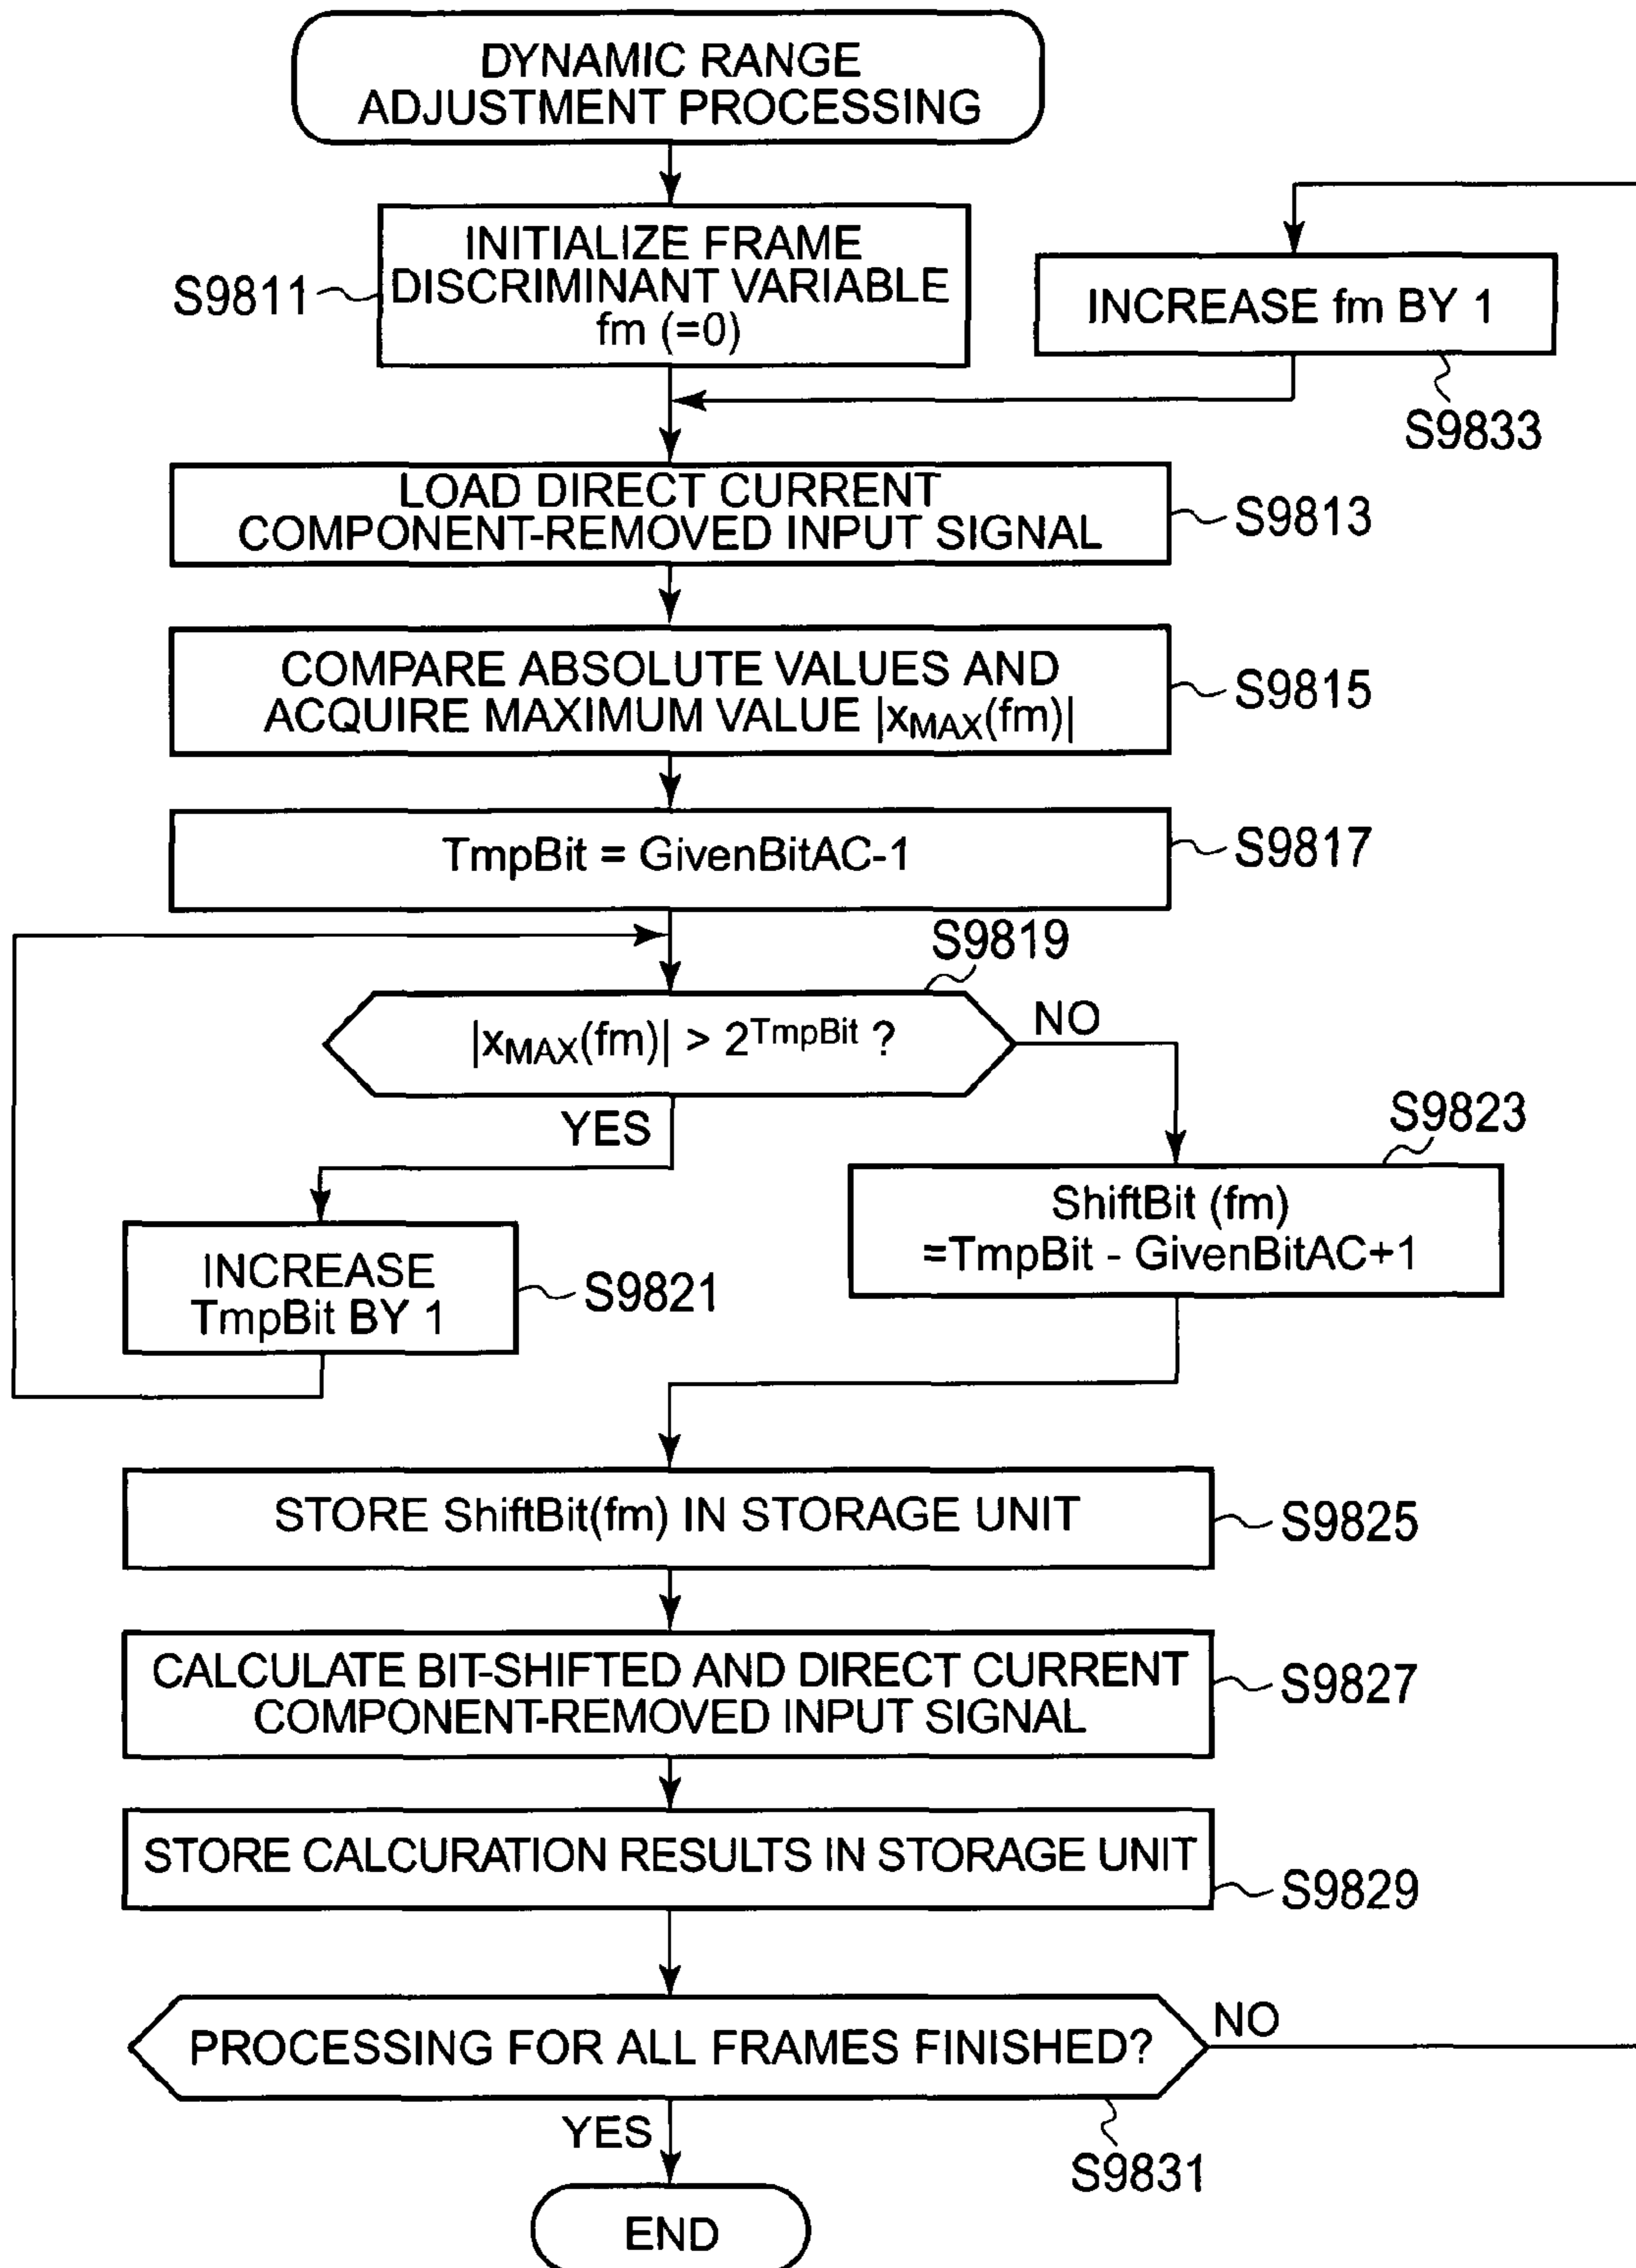 DYNAMIC RANGE
ADJUSTMENT PROCESSING
INITIALIZE FRAME
DISCRIMINANT VARIABLE
fm (=0)
S9811
INCREASE fm BY 1
S9833
LOAD DIRECT CURRENT
COMPONENT-REMOVED INPUT SIGNAL
S9813
COMPARE ABSOLUTE VALUES AND
ACQUIRE MAXIMUM VALUE |xMAX(fm)|
S9815
TmpBit = GivenBitAC-1
S9817
S9819
|xMAX(fm)| > 2^TmpBit ?
NO
YES
S9823
ShiftBit (fm)
=TmpBit - GivenBitAC+1
INCREASE
TmpBit BY 1
S9821
STORE ShiftBit(fm) IN STORAGE UNIT
S9825
CALCULATE BIT-SHIFTED AND DIRECT CURRENT
COMPONENT-REMOVED INPUT SIGNAL
S9827
STORE CALCURATION RESULTS IN STORAGE UNIT
S9829
PROCESSING FOR ALL FRAMES FINISHED?
NO
YES
S9831
END